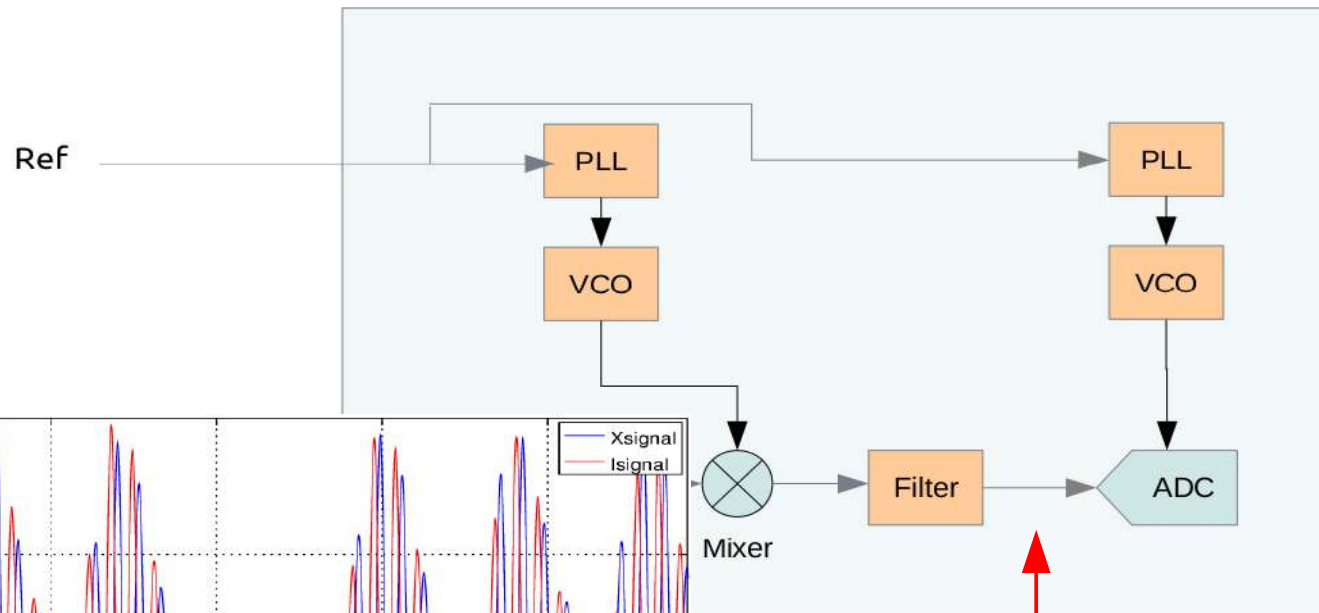 Ref
PLL
PLL
VCO
VCO
Xsignal
Isignal
Filter
ADC
Mixer